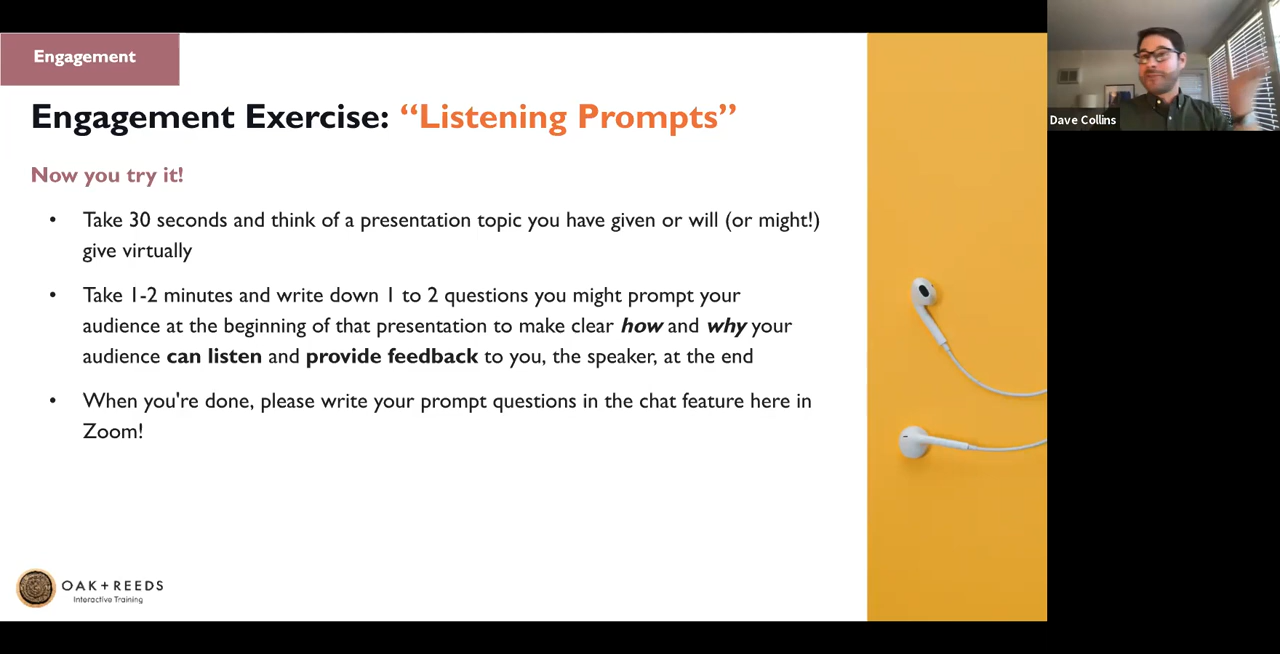 Engagement
Engagement Exercise: “Listening Prompts”
Now you try it!
• Take 30 seconds and think of a presentation topic you have given or will (or might!)
give virtually
• Take 1-2 minutes and write down 1 to 2 questions you might prompt your
audience at the beginning of that presentation to make clear how and why your
audience can listen and provide feedback to you, the speaker, at the end
• When you're done, please write your prompt questions in the chat feature here in
Zoom!
OAK+REEDS
Interactive Training
Dave Collins